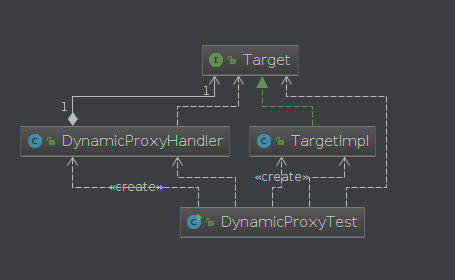 I Target
1
1
C DynamicProxyHandler
C TargetImpl
«create»
«create»
C DynamicProxyTest